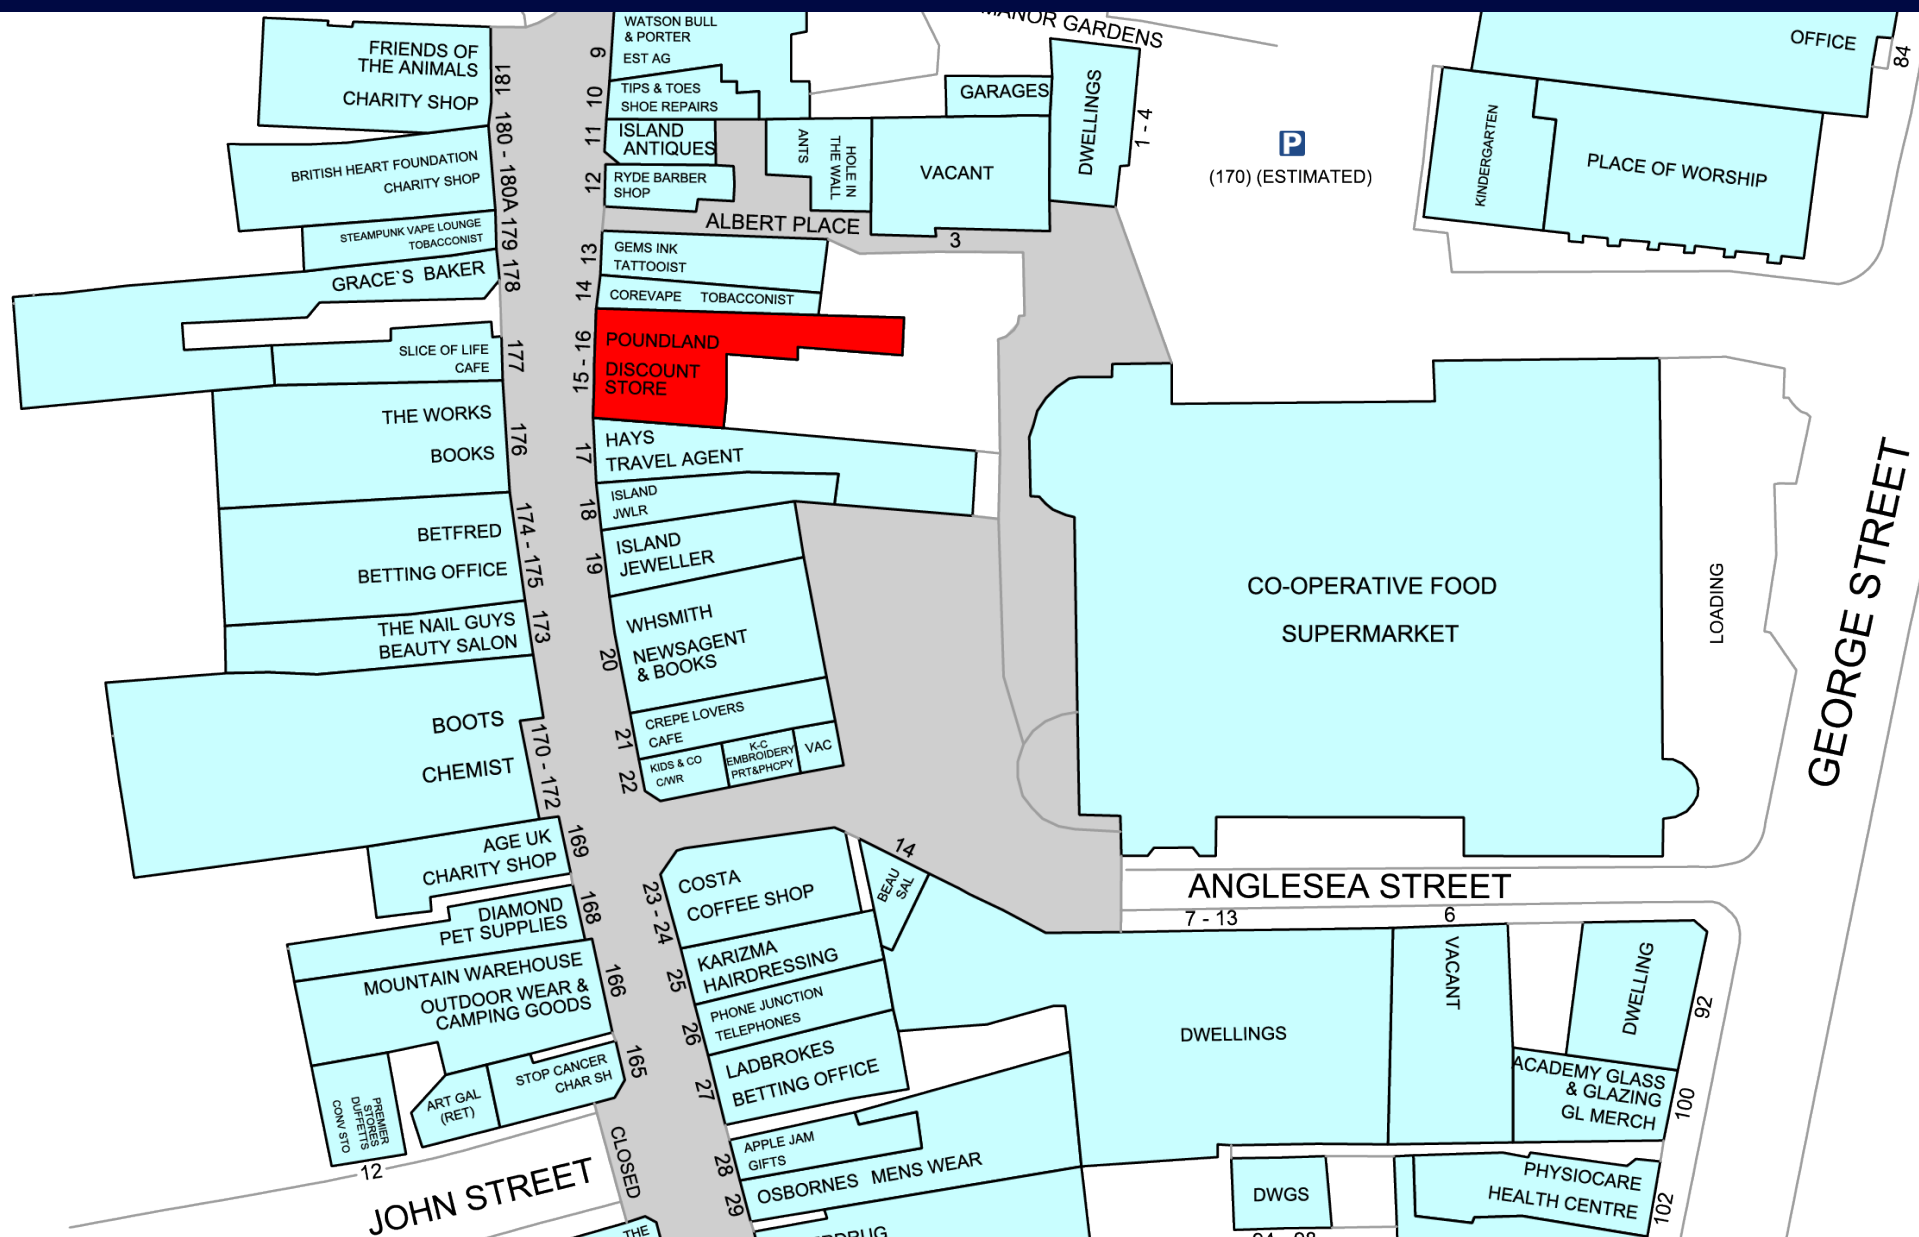 MANOR GARDENS
WATSON BULL
& PORTER
EST AG
9
FRIENDS OF
THE ANIMALS
CHARITY SHOP
181
TIPS & TOES
SHOE REPAIRS
10
GARAGES
DWELLINGS
1 - 4
P
(170) (ESTIMATED)
OFFICE
84
KINDERGARTEN
PLACE OF WORSHIP
ISLAND
ANTIQUES
11
ANTS
HOLE IN
THE WALL
VACANT
BRITISH HEART FOUNDATION
CHARITY SHOP
180 - 180A
RYDE BARBER
SHOP
12
ALBERT PLACE
3
STEAMPUNK VAPE LOUNGE
TOBACCONIST
179
GEMS INK
TATTOOIST
13
GRACE`S BAKER
178
COREVAPE TOBACCONIST
14
POUNDLAND
DISCOUNT
STORE
15 - 16
SLICE OF LIFE
CAFE
177
THE WORKS
BOOKS
176
HAYS
TRAVEL AGENT
17
ISLAND
JWLR
18
BETFRED
BETTING OFFICE
174 - 175
ISLAND
JEWELLER
19
CO-OPERATIVE FOOD
SUPERMARKET
LOADING
GEORGE STREET
THE NAIL GUYS
BEAUTY SALON
173
WHSMITH
NEWSAGENT
& BOOKS
20
BOOTS
CHEMIST
170 - 172
CREPE LOVERS
CAFE
21
KIDS & CO
C/WR
22
K-C
EMBROIDERY
PRT&PHCPY
VAC
AGE UK
CHARITY SHOP
169
COSTA
COFFEE SHOP
23 - 24
14
BEAU
SAL
ANGLESEA STREET
7 - 13
6
DIAMOND
PET SUPPLIES
168
KARIZMA
HAIRDRESSING
25
MOUNTAIN WAREHOUSE
OUTDOOR WEAR &
CAMPING GOODS
166
PHONE JUNCTION
TELEPHONES
26
DWELLINGS
VACANT
DWELLING
92
LADBROKES
BETTING OFFICE
27
STOP CANCER
CHAR SH
165
ART GAL
(RET)
PREMIER
STORES
DUFFETTS
CONV STO
12
ACADEMY GLASS
& GLAZING
GL MERCH
100
APPLE JAM
GIFTS
28
OSBORNES MENS WEAR
29
CLOSED
JOHN STREET
DWGS
PHYSIOCARE
HEALTH CENTRE
102
THE